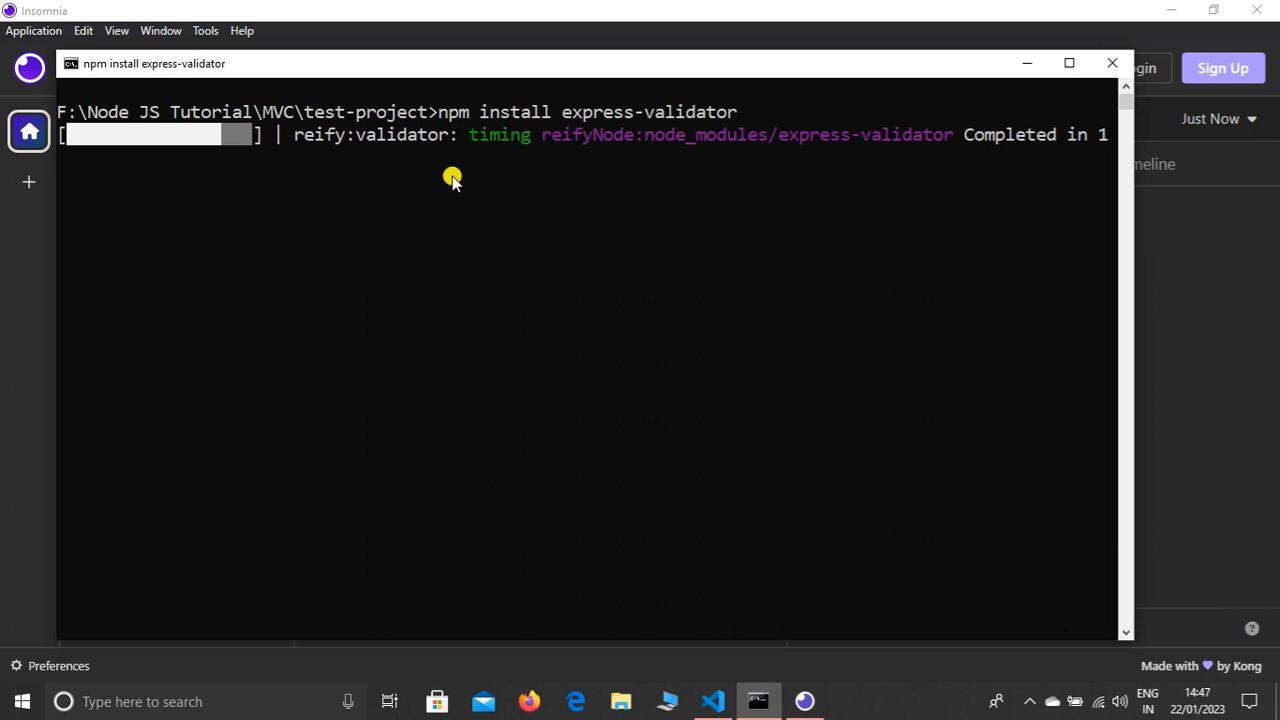 Insomnia
Application Edit View Window Tools Help
npm install express-validator
Sign Up
F:\Node JS Tutorial\MVC\test-project>npm install express-validator
[ ] | reify:validator: timing reifyNode:node_modules/express-validator Completed in 1
Just Now
Preferences
Made with 💜 by Kong
Type here to search
ENG
IN
14:47
22/01/2023